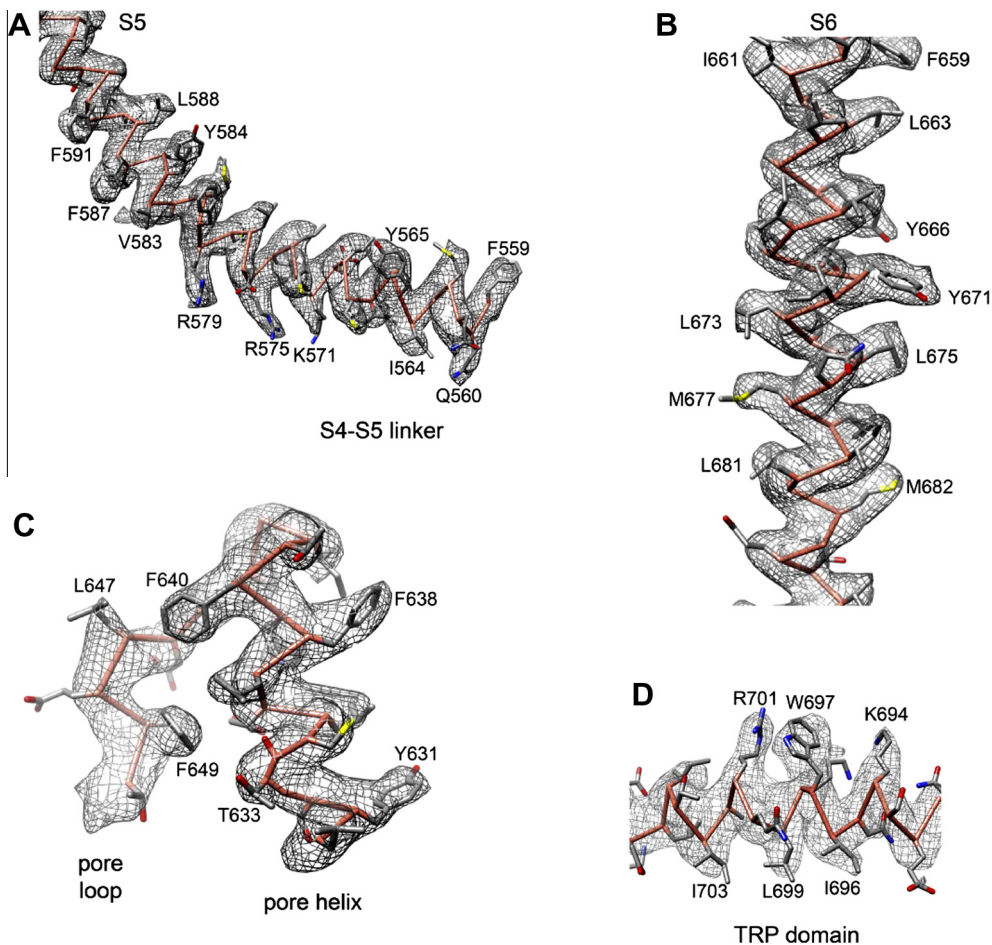 A
S5
L588
Y584
F591
F587
V583
Y565
F559
R579
R575
K571
I564
Q560
S4-S5 linker
B
S6
I661
F659
L663
Y666
Y671
L673
L675
M677
L681
M682
C
L647
F640
F638
F649
Y631
T633
pore
loop
pore helix
D
R701
W697
K694
I703
L699
I696
TRP domain